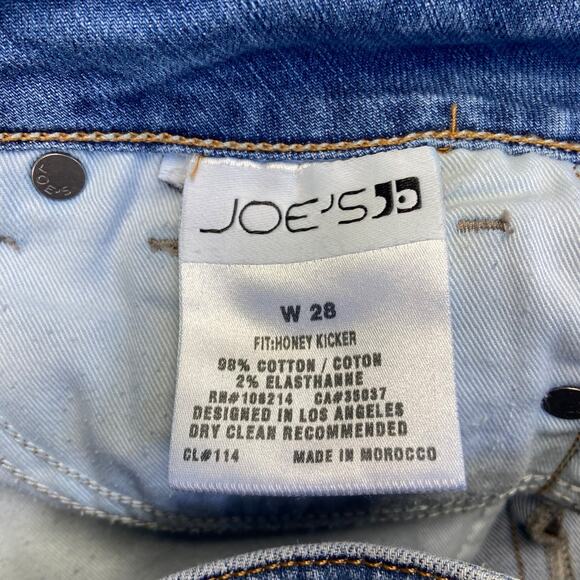 JOE'S
JOE'S
W 28
FIT:HONEY KICKER
98% COTTON / COTON
2% ELASTHANNE
RN#108214 CA#35037
DESIGNED IN LOS ANGELES
DRY CLEAN RECOMMENDED
CL#114 MADE IN MOROCCO